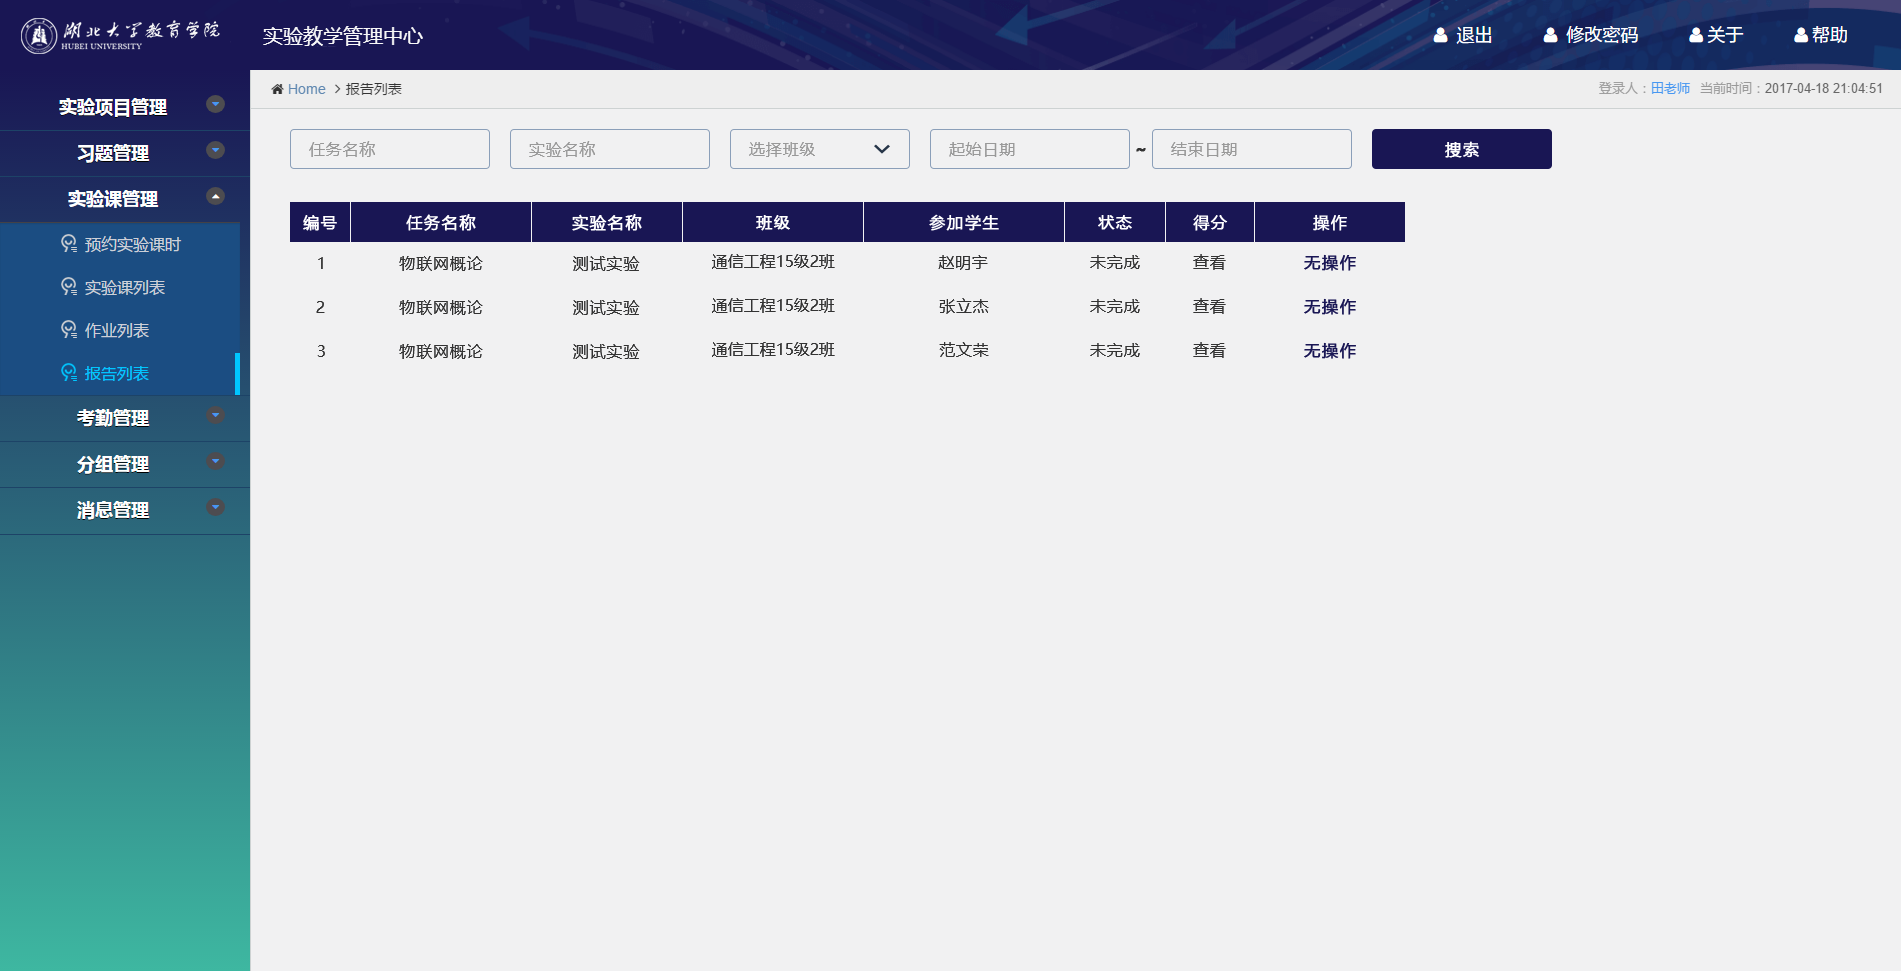 湖北大学教育学院
HUBEI UNIVERSITY
实验教学管理中心
退出 修改密码 关于 帮助
Home 报告列表
登录人：田老师 当前时间：2017-04-18 21:04:51
实验项目管理
习题管理
实验课管理
预约实验课时
实验课列表
作业列表
报告列表
考勤管理
分组管理
消息管理
任务名称 实验名称 选择班级 起始日期 ~ 结束日期 搜索
编号 任务名称 实验名称 班级 参加学生 状态 得分 操作
1 物联网概论 测试实验 通信工程15级2班 赵明宇 未完成 查看 无操作
2 物联网概论 测试实验 通信工程15级2班 张立杰 未完成 查看 无操作
3 物联网概论 测试实验 通信工程15级2班 范文荣 未完成 查看 无操作